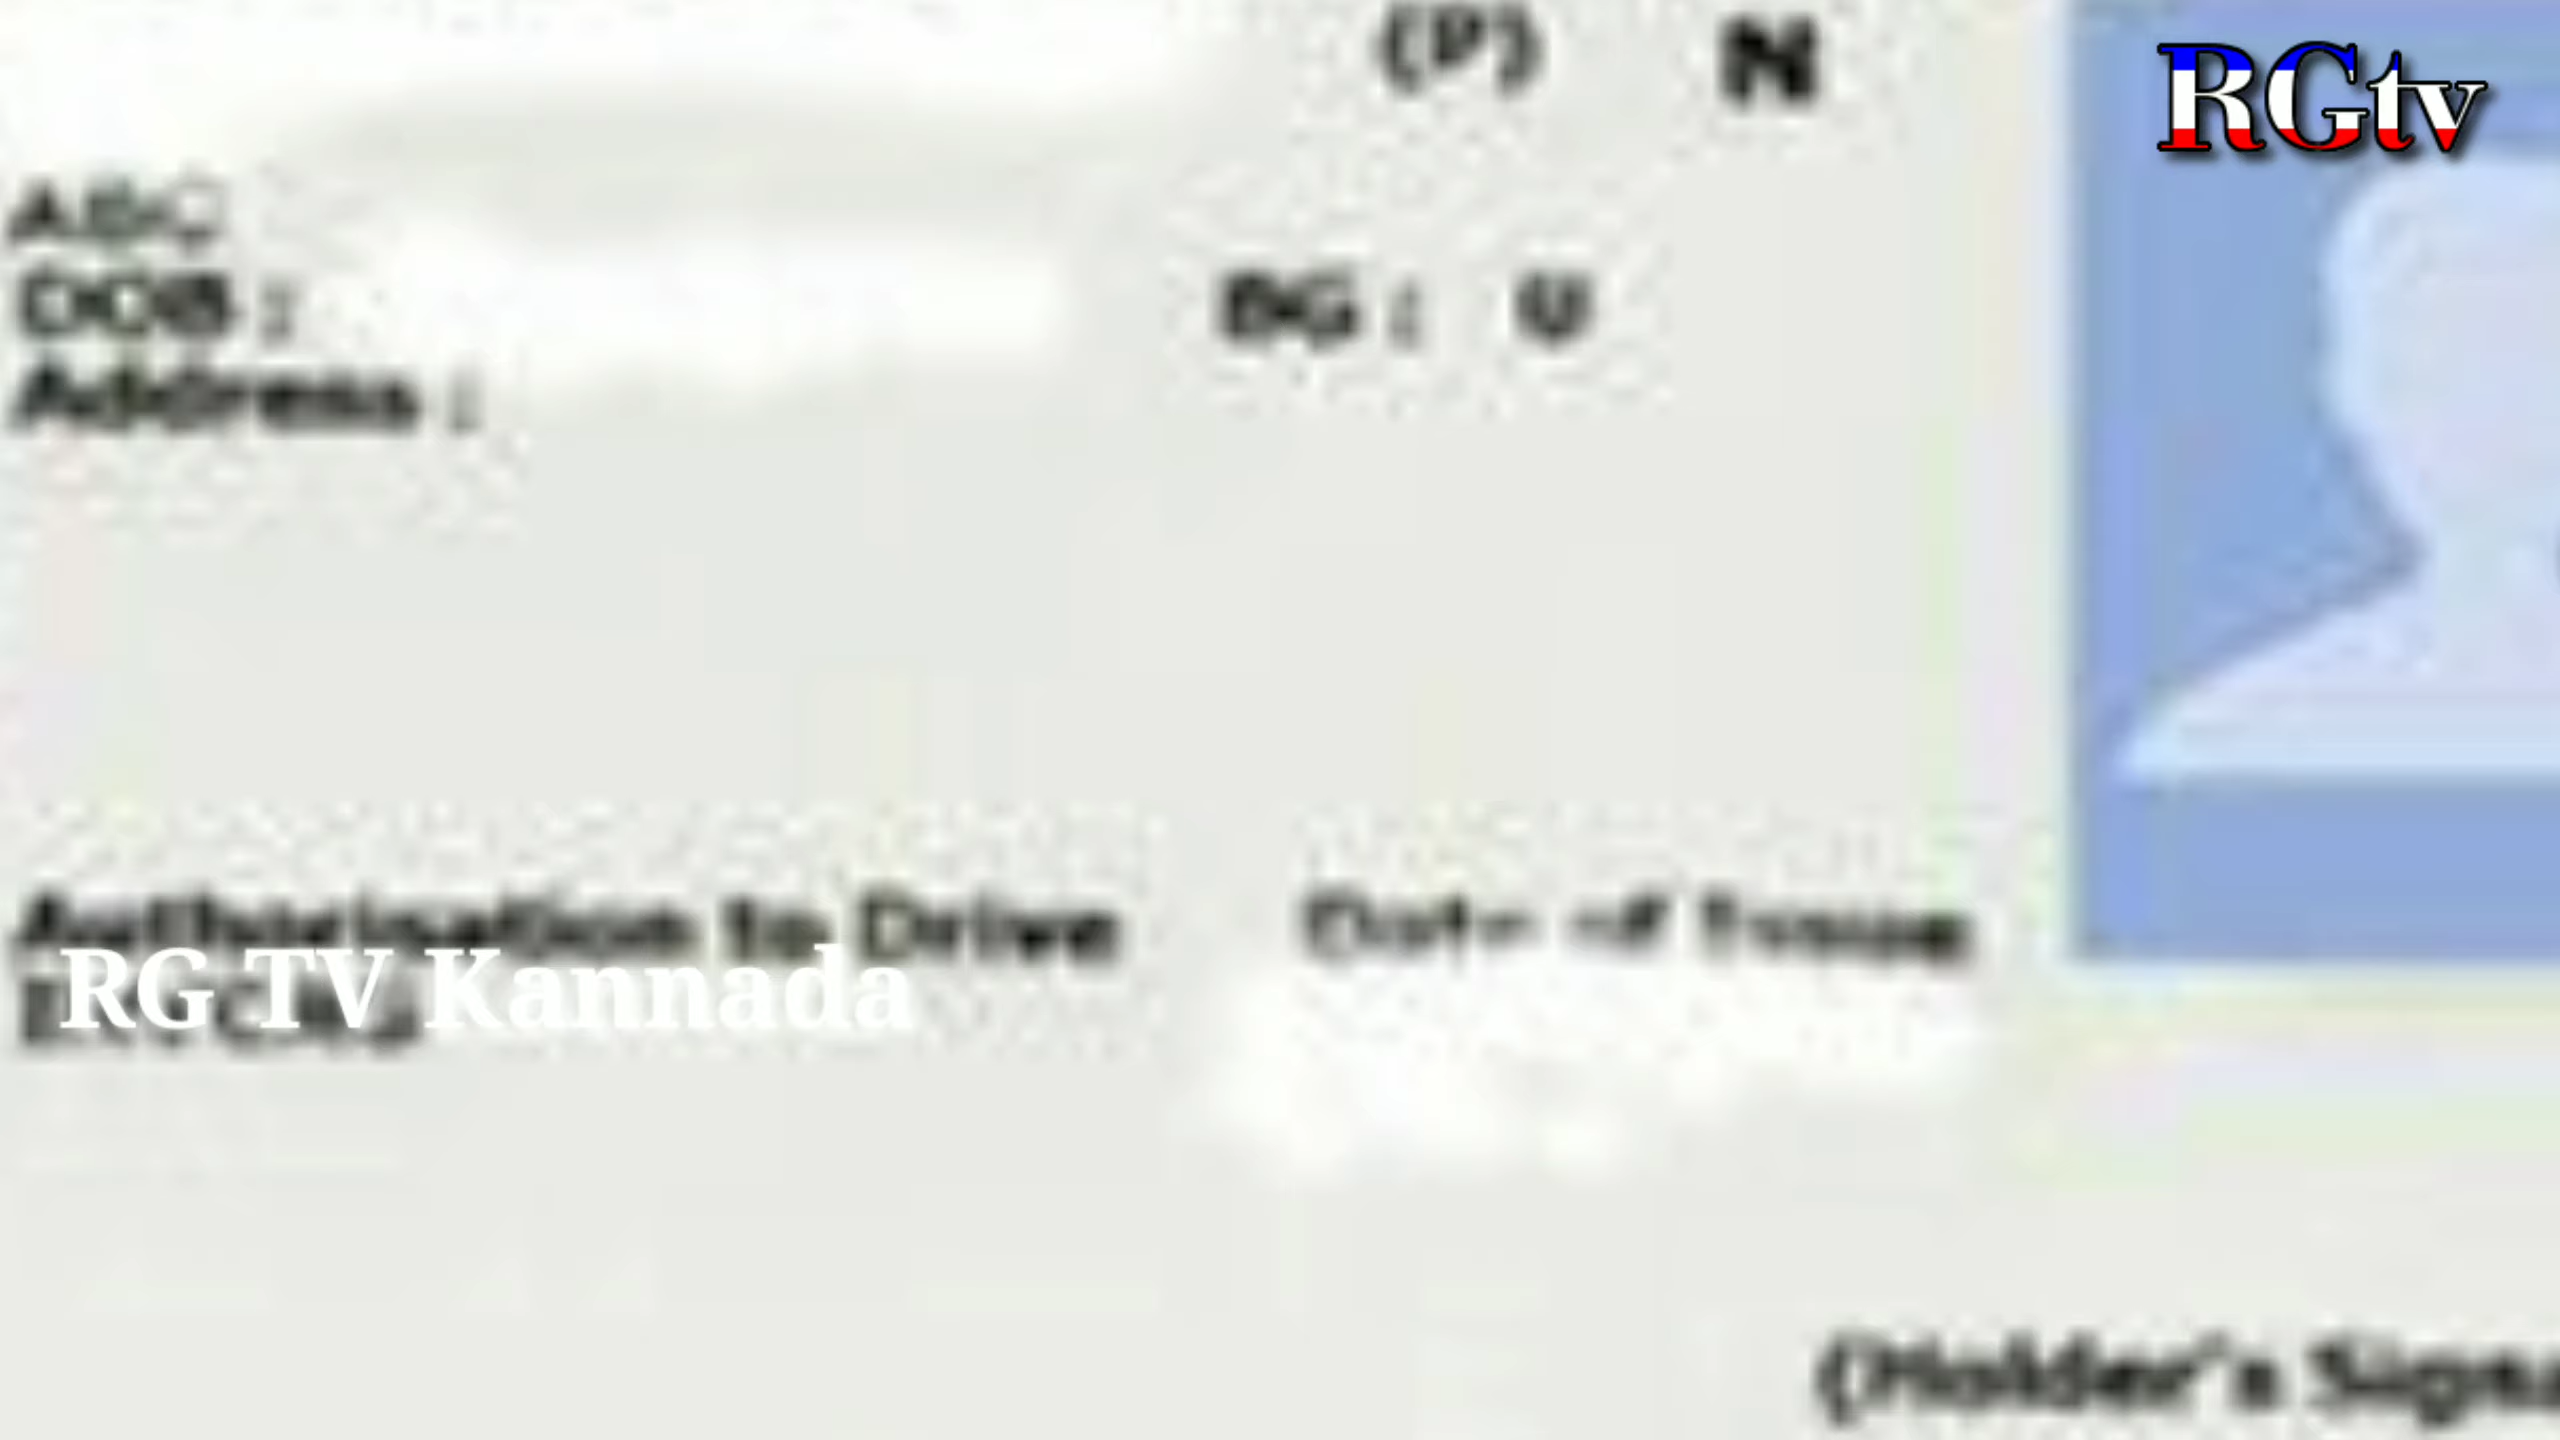 (P) N
RGtv
ABC
DOB :
BG : U
Address :
Authorisation to Drive
Date of Issue
RG TV Kannada
(Holder's